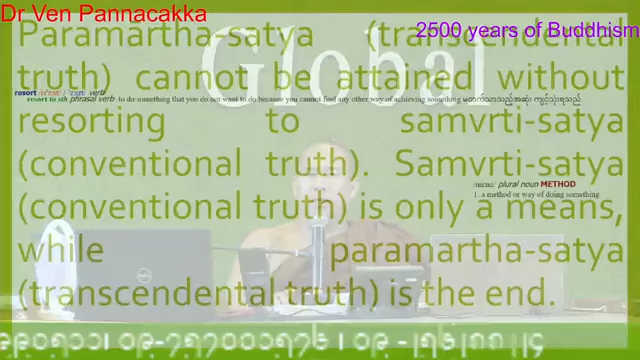 Dr Ven Pannacakka
2500 years of Buddhism
Global
Paramartha-satya (transcendental
truth) cannot be attained without
resort verb
resort to sth phrasal verb to do something that you do not want to do because you cannot find any other way of achieving something
resorting to samvrti-satya
(conventional truth). Samvrti-satya
plural noun METHOD
1. a method or way of doing something
(conventional truth) is only a means,
while paramartha-satya
(transcendental truth) is the end.
DELL